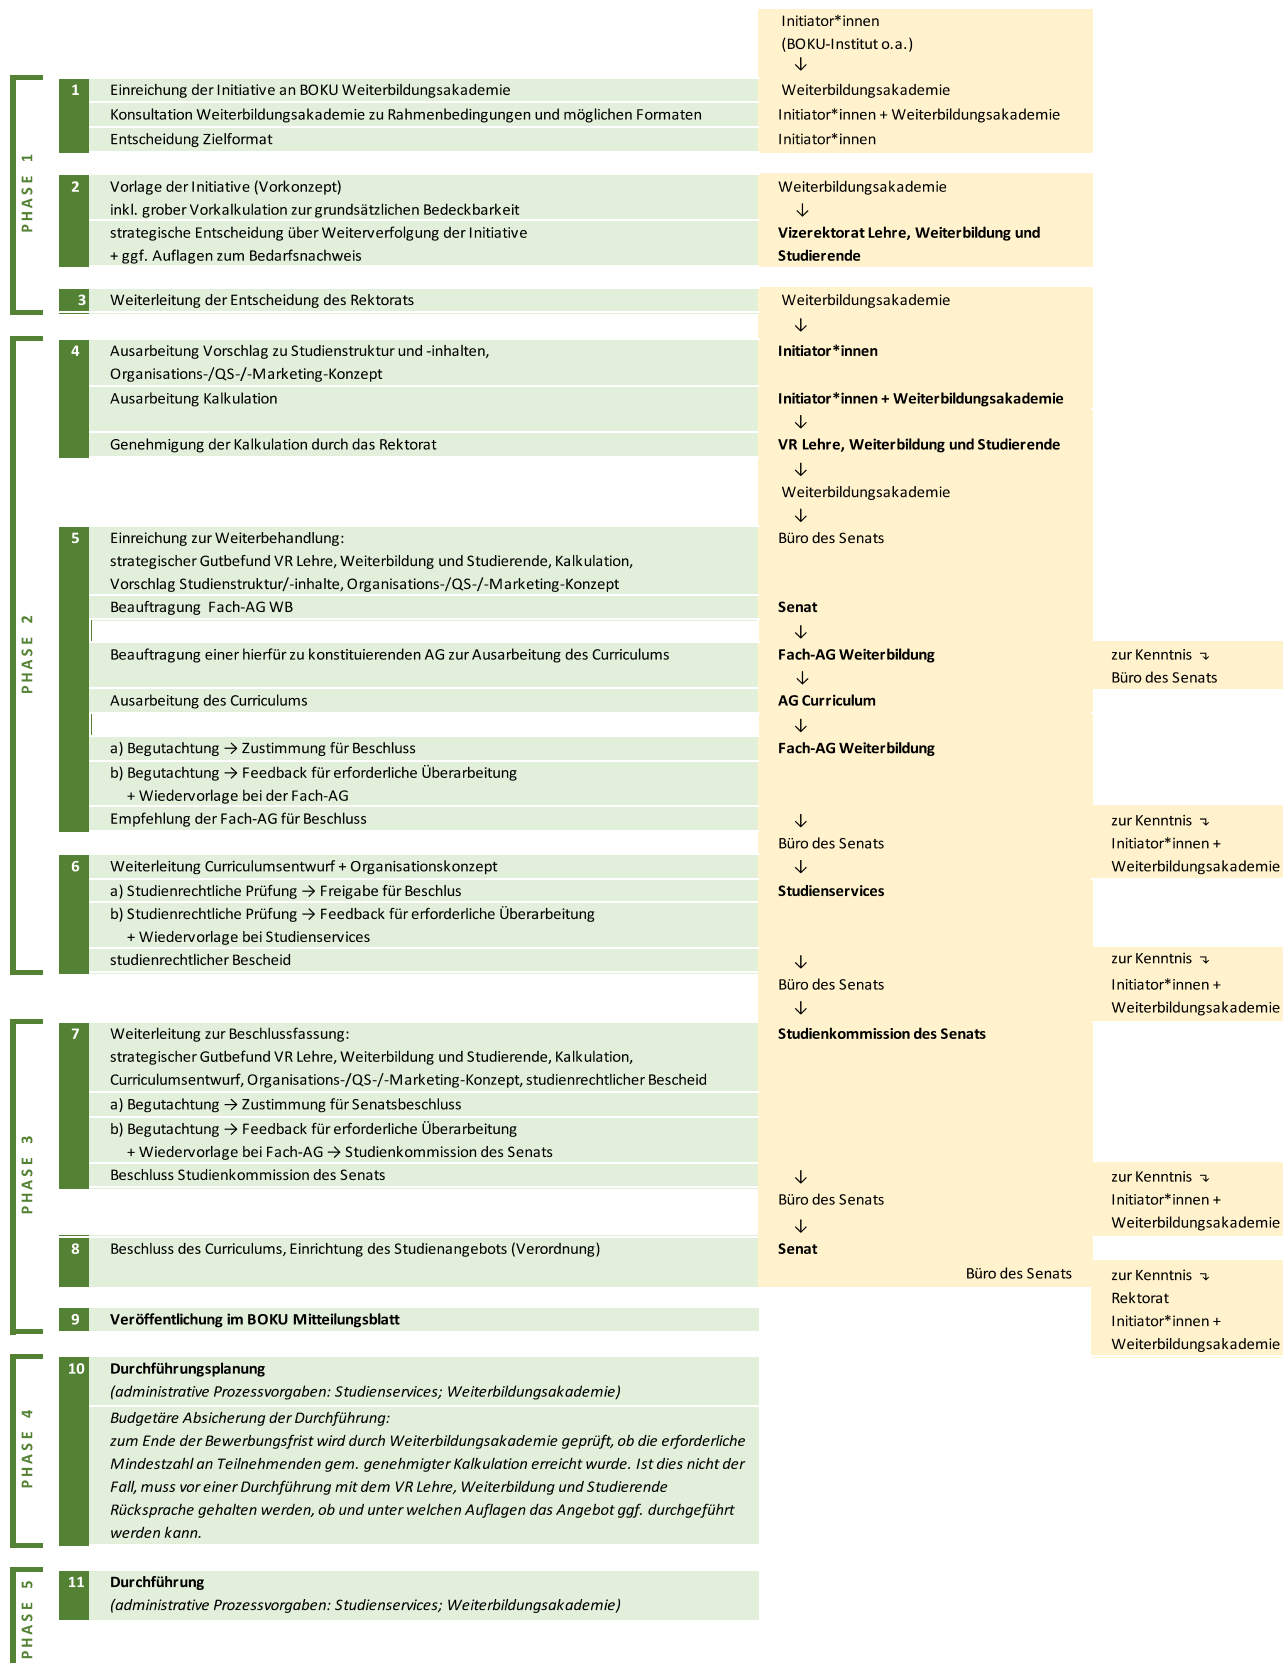 Initiator*innen
(BOKU-Institut o.a.)
↓
PHASE 1
1 Einreichung der Initiative an BOKU Weiterbildungsakademie Weiterbildungsakademie
Konsultation Weiterbildungsakademie zu Rahmenbedingungen und möglichen Formaten Initiator*innen + Weiterbildungsakademie
Entscheidung Zielformat Initiator*innen
2 Vorlage der Initiative (Vorkonzept) Weiterbildungsakademie
inkl. grober Vorkalkulation zur grundsätzlichen Bedeckbarkeit ↓
strategische Entscheidung über Weiterverfolgung der Initiative Vizerektorat Lehre, Weiterbildung und
+ ggf. Auflagen zum Bedarfsnachweis Studierende
3 Weiterleitung der Entscheidung des Rektorats Weiterbildungsakademie
↓
PHASE 2
4 Ausarbeitung Vorschlag zu Studienstruktur und -inhalten, Initiator*innen
Organisations-/QS-/-Marketing-Konzept
Ausarbeitung Kalkulation Initiator*innen + Weiterbildungsakademie
↓
Genehmigung der Kalkulation durch das Rektorat VR Lehre, Weiterbildung und Studierende
↓
Weiterbildungsakademie
↓
5 Einreichung zur Weiterbehandlung: Büro des Senats
strategischer Gutbefund VR Lehre, Weiterbildung und Studierende, Kalkulation,
Vorschlag Studienstruktur/-inhalte, Organisations-/QS-/-Marketing-Konzept
Beauftragung Fach-AG WB Senat
↓
Beauftragung einer hierfür zu konstituierenden AG zur Ausarbeitung des Curriculums Fach-AG Weiterbildung zur Kenntnis ↴
↓ Büro des Senats
Ausarbeitung des Curriculums AG Curriculum
↓
a) Begutachtung → Zustimmung für Beschluss Fach-AG Weiterbildung
b) Begutachtung → Feedback für erforderliche Überarbeitung
+ Wiedervorlage bei der Fach-AG
Empfehlung der Fach-AG für Beschluss ↓ zur Kenntnis ↴
Büro des Senats Initiator*innen +
6 Weiterleitung Curriculumsentwurf + Organisationskonzept ↓ Weiterbildungsakademie
a) Studienrechtliche Prüfung → Freigabe für Beschlus Studienservices
b) Studienrechtliche Prüfung → Feedback für erforderliche Überarbeitung
+ Wiedervorlage bei Studienservices
studienrechtlicher Bescheid ↓ zur Kenntnis ↴
Büro des Senats Initiator*innen +
↓ Weiterbildungsakademie
PHASE 3
7 Weiterleitung zur Beschlussfassung: Studienkommission des Senats
strategischer Gutbefund VR Lehre, Weiterbildung und Studierende, Kalkulation,
Curriculumsentwurf, Organisations-/QS-/-Marketing-Konzept, studienrechtlicher Bescheid
a) Begutachtung → Zustimmung für Senatsbeschluss
b) Begutachtung → Feedback für erforderliche Überarbeitung
+ Wiedervorlage bei Fach-AG → Studienkommission des Senats
Beschluss Studienkommission des Senats ↓ zur Kenntnis ↴
Büro des Senats Initiator*innen +
↓ Weiterbildungsakademie
8 Beschluss des Curriculums, Einrichtung des Studienangebots (Verordnung) Senat
Büro des Senats zur Kenntnis ↴
Rektorat
9 Veröffentlichung im BOKU Mitteilungsblatt Initiator*innen +
Weiterbildungsakademie
PHASE 4
10 Durchführungsplanung
(administrative Prozessvorgaben: Studienservices; Weiterbildungsakademie)
Budgetäre Absicherung der Durchführung:
zum Ende der Bewerbungsfrist wird durch Weiterbildungsakademie geprüft, ob die erforderliche
Mindestzahl an Teilnehmenden gem. genehmigter Kalkulation erreicht wurde. Ist dies nicht der
Fall, muss vor einer Durchführung mit dem VR Lehre, Weiterbildung und Studierende
Rücksprache gehalten werden, ob und unter welchen Auflagen das Angebot ggf. durchgeführt
werden kann.
PHASE 5
11 Durchführung
(administrative Prozessvorgaben: Studienservices; Weiterbildungsakademie)